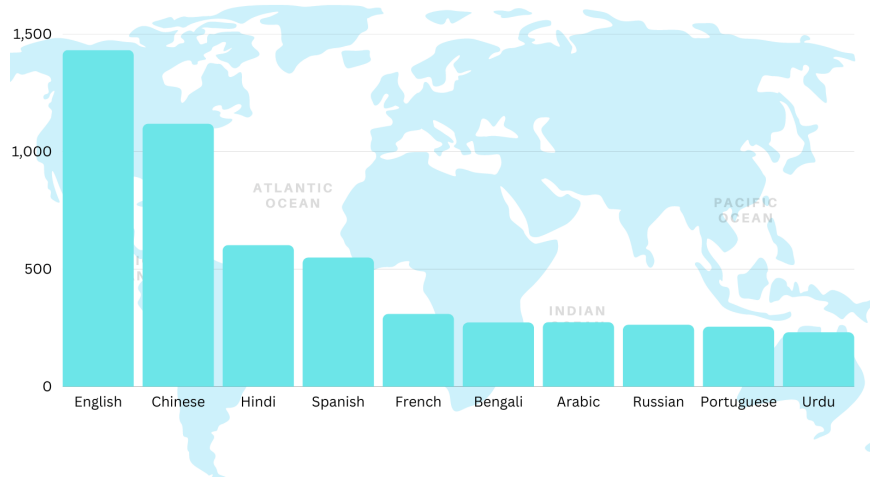 1,500
1,000
500
0
ATLANTIC
OCEAN
PACIFIC
OCEAN
INDIAN
English Chinese Hindi Spanish French Bengali Arabic Russian Portuguese Urdu